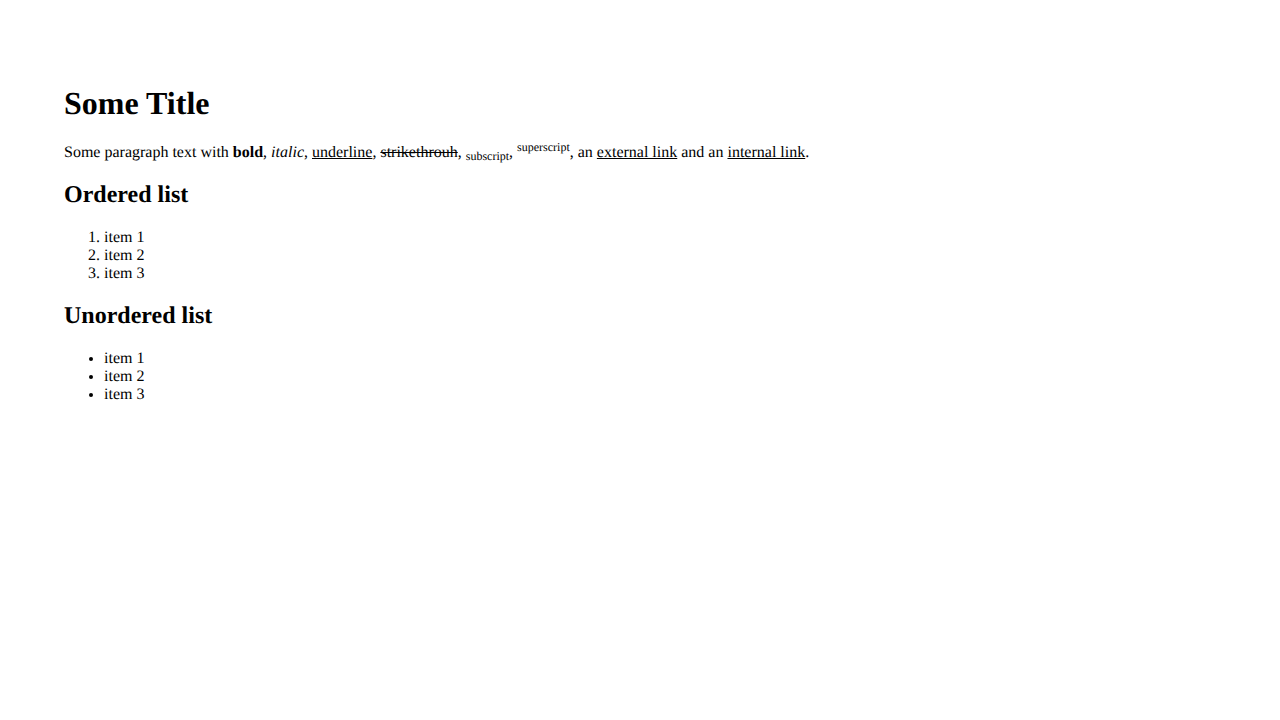 Some Title
Some paragraph text with bold, italic, underline, strikethrouh, subscript, superscript, an external link and an internal link.
Ordered list
1. item 1
2. item 2
3. item 3
Unordered list
• item 1
• item 2
• item 3